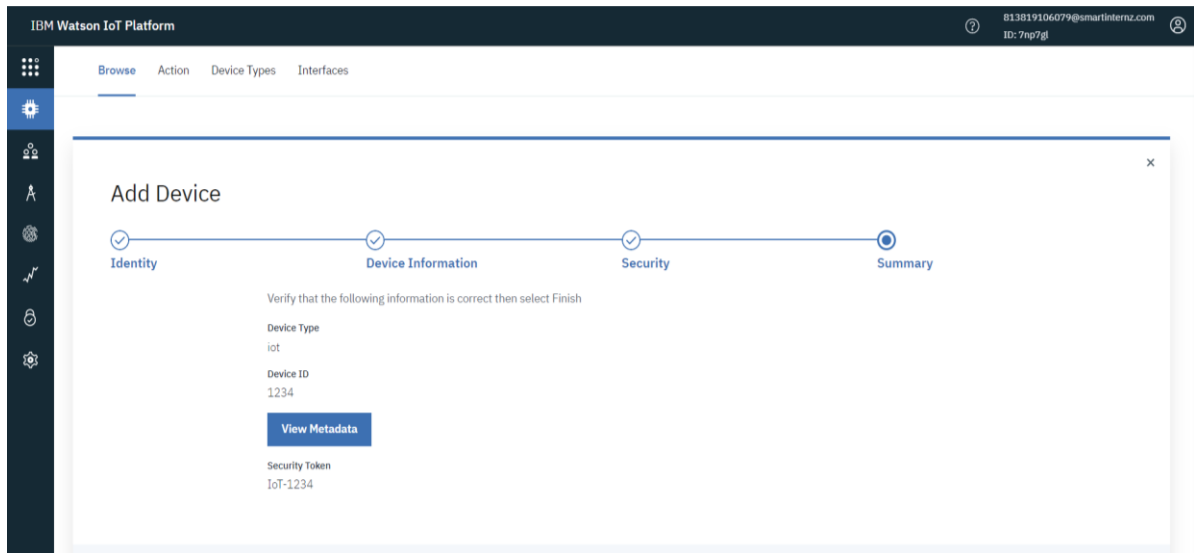 IBM Watson IoT Platform
813819106079@smartinternz.com
ID: 7np7gl
Browse Action Device Types Interfaces
Add Device
Identity Device Information Security Summary
Verify that the following information is correct then select Finish
Device Type
iot
Device ID
1234
View Metadata
Security Token
IoT-1234